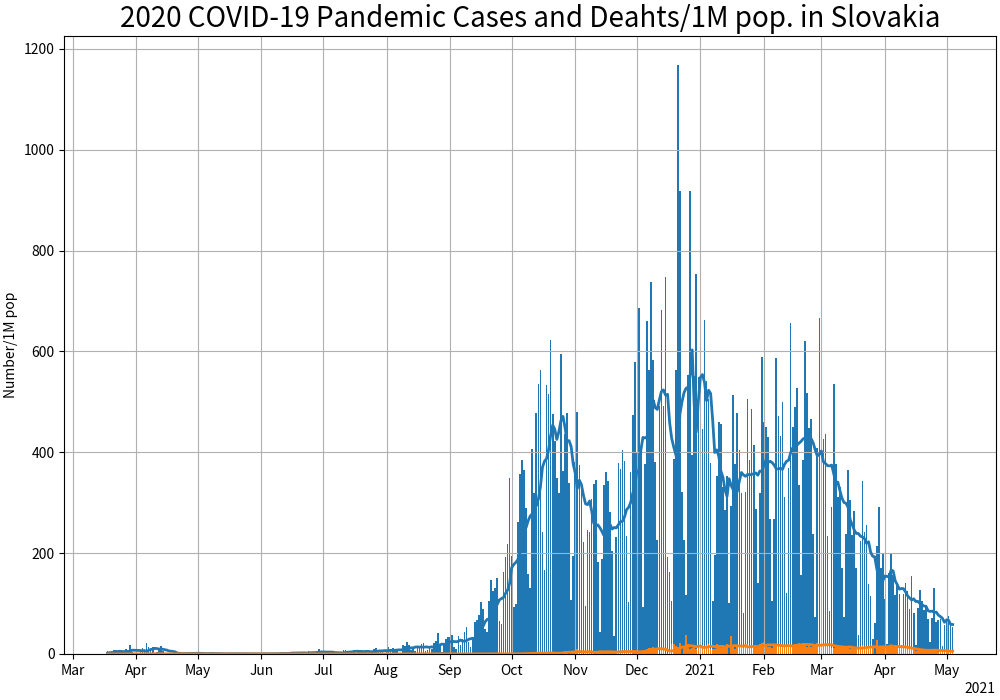 2020 COVID-19 Pandemic Cases and Deahts/1M pop. in Slovakia
Number/1M pop
1200
1000
800
600
400
200
0
Mar Apr May Jun Jul Aug Sep Oct Nov Dec 2021 Feb Mar Apr May
2021